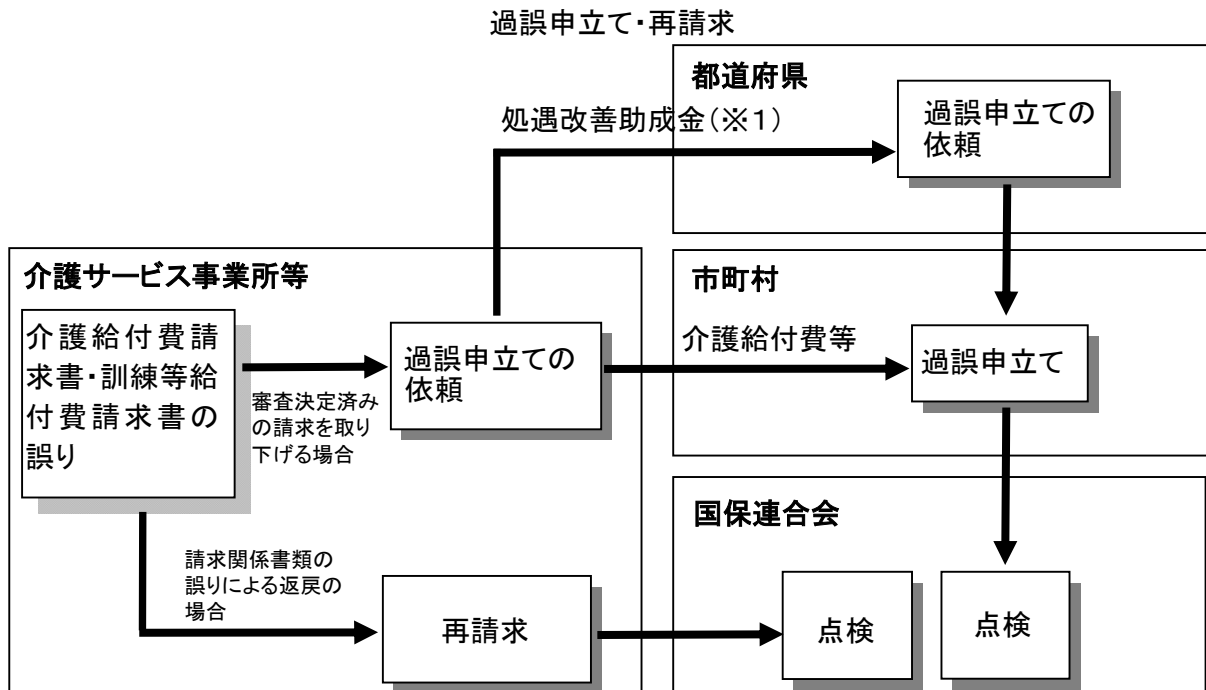 過誤申立て・再請求
都道府県
処遇改善助成金(※1)
過誤申立ての
依頼
介護サービス事業所等
市町村
介護給付費請
求書・訓練等給
付費請求書の
誤り
審査決定済み
の請求を取り
下げる場合
過誤申立ての
依頼
介護給付費等
過誤申立て
国保連合会
請求関係書類の
誤りによる返戻の
場合
再請求
点検
点検